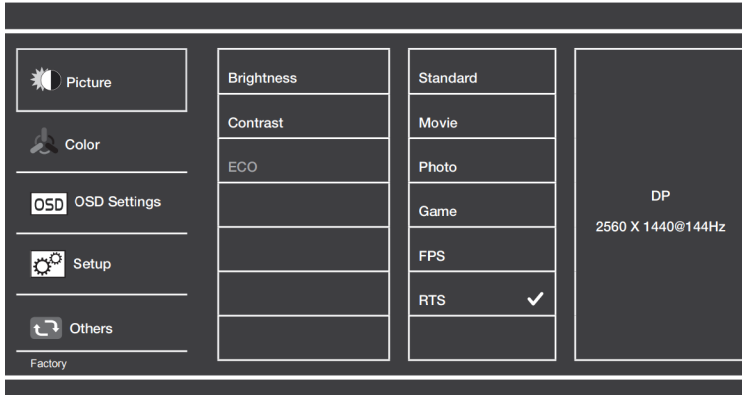 Picture
Color
OSD OSD Settings
Setup
Others
Factory
Brightness
Contrast
ECO
Standard
Movie
Photo
Game
FPS
RTS
DP
2560 X 1440@144Hz